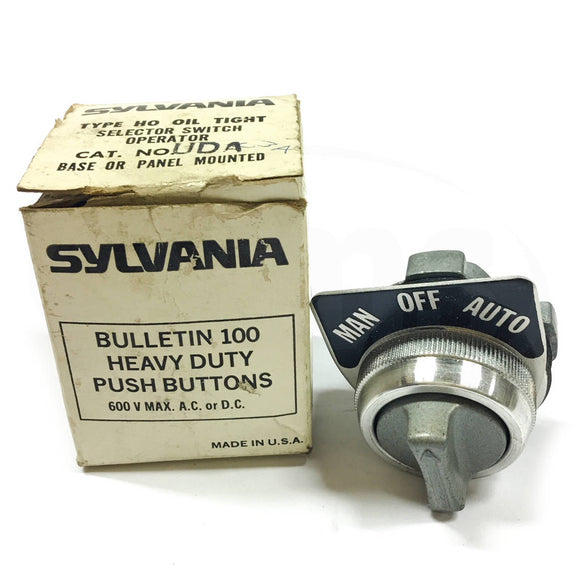 SYLVANIA
TYPE HO OIL TIGHT
SELECTOR SWITCH
OPERATOR
CAT. NO. UDA
BASE OR PANEL MOUNTED
SYLVANIA
BULLETIN 100
HEAVY DUTY
PUSH BUTTONS
600 V MAX. A.C. or D.C.
MADE IN U.S.A.
MAN OFF AUTO